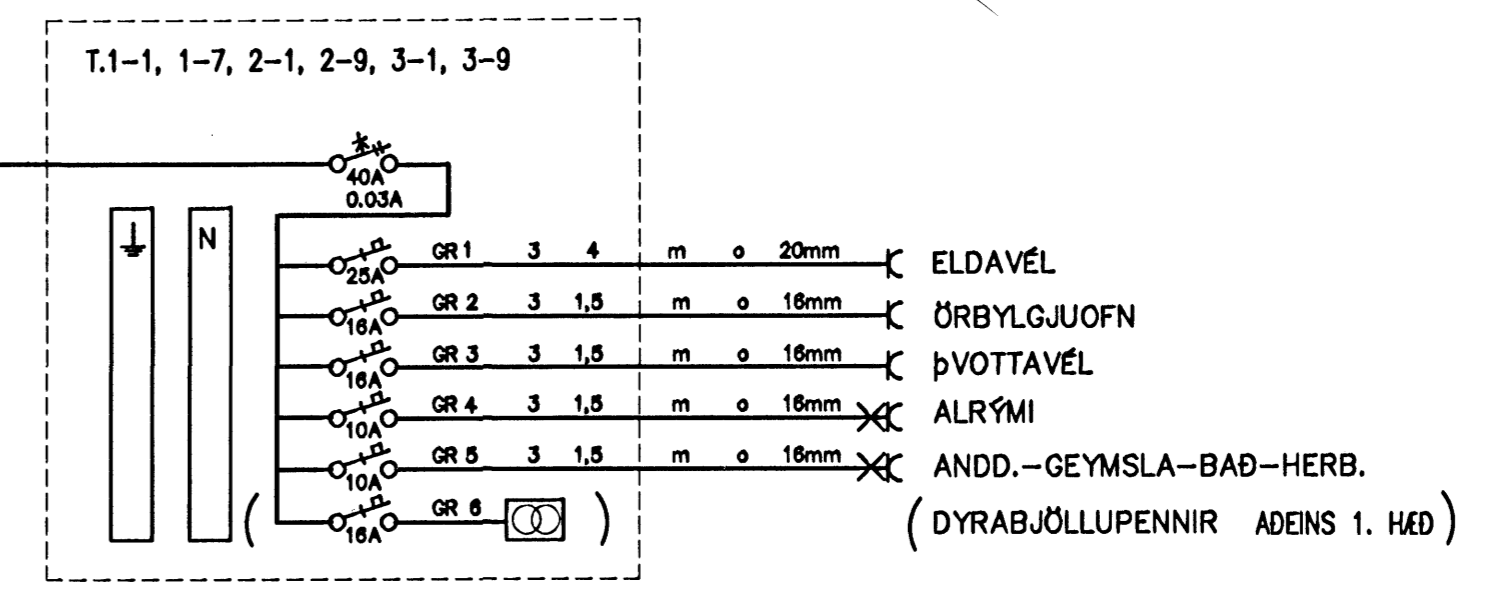 T.1-1, 1-7, 2-1, 2-9, 3-1, 3-9
40A
0.03A
N
25A GR 1 3 4 m o 20mm ELDAVÉL
16A GR 2 3 1,5 m o 16mm ÖRBYLGJUOFN
16A GR 3 3 1,5 m o 16mm ÞVOTTAVÉL
10A GR 4 3 1,5 m o 16mm ALRÝMI
10A GR 5 3 1,5 m o 16mm ANDD.-GEYMSLA-BAÐ-HERB.
( 16A GR 6 ) ( DYRABJÖLLUPENNIR AÐEINS 1. HÆÐ )